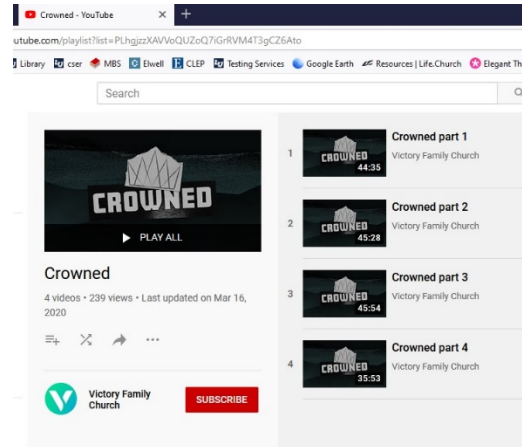 Crowned - YouTube
utube.com/playlist?list=PLhgjzzXAVVoQUZoQ7iGrRVM4T3gCZ6Ato
Library cser MBS Elwell CLEP Testing Services Google Earth Resources | Life.Church Elegant Th
Search
CROWNED
PLAY ALL
Crowned
4 videos • 239 views • Last updated on Mar 16,
2020
Victory Family
Church
SUBSCRIBE
1
CROWNED
44:35
Crowned part 1
Victory Family Church
2
CROWNED
45:28
Crowned part 2
Victory Family Church
3
CROWNED
45:54
Crowned part 3
Victory Family Church
4
CROWNED
35:53
Crowned part 4
Victory Family Church